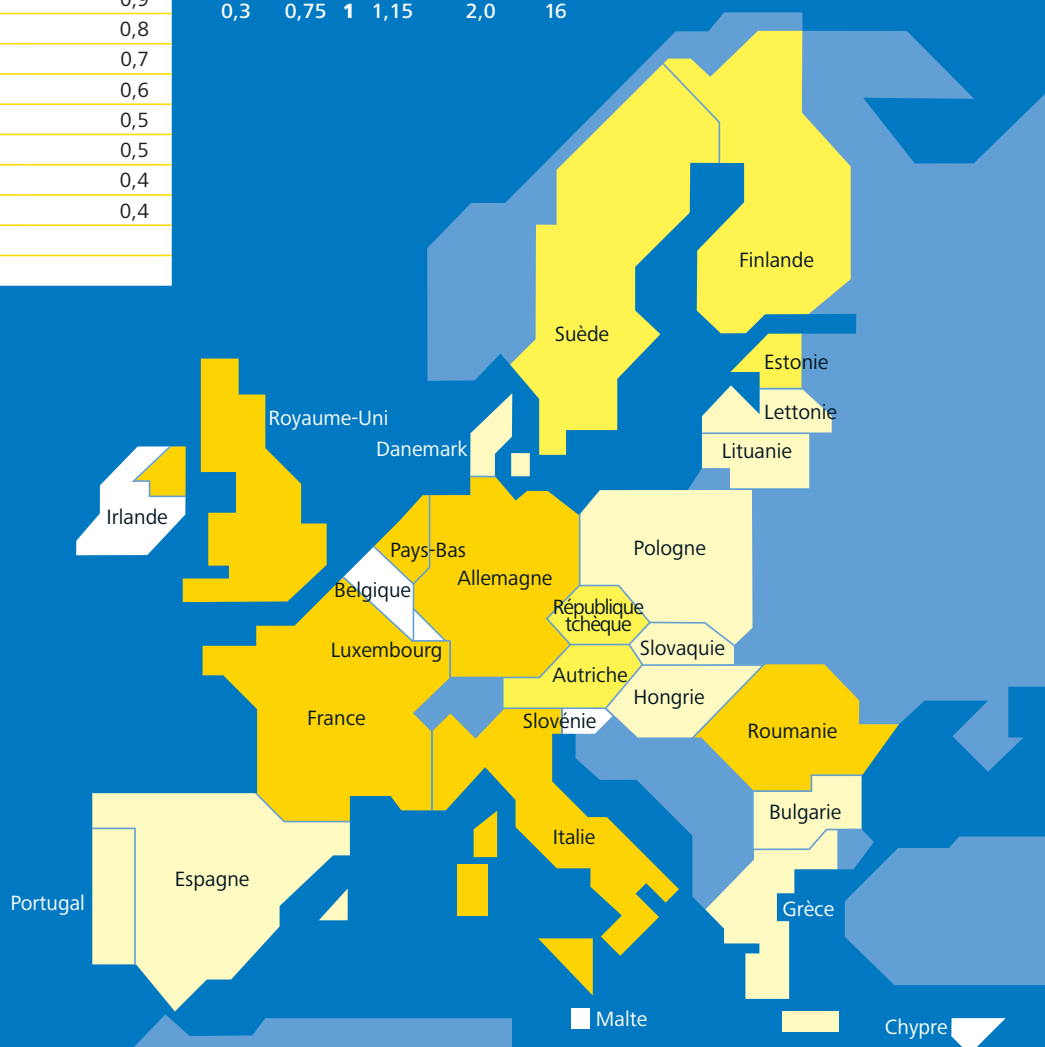 0,9
0,8
0,7
0,6
0,5
0,5
0,4
0,4
0,3 0,75 1 1,15 2,0 16
Finlande
Suède
Estonie
Lettonie
Lituanie
Royaume-Uni
Danemark
Irlande
Pays-Bas
Pologne
Allemagne
Belgique
République
tchèque
Luxembourg
Slovaquie
Autriche
Hongrie
France
Slovénie
Roumanie
Bulgarie
Italie
Espagne
Portugal
Grèce
Malte
Chypre